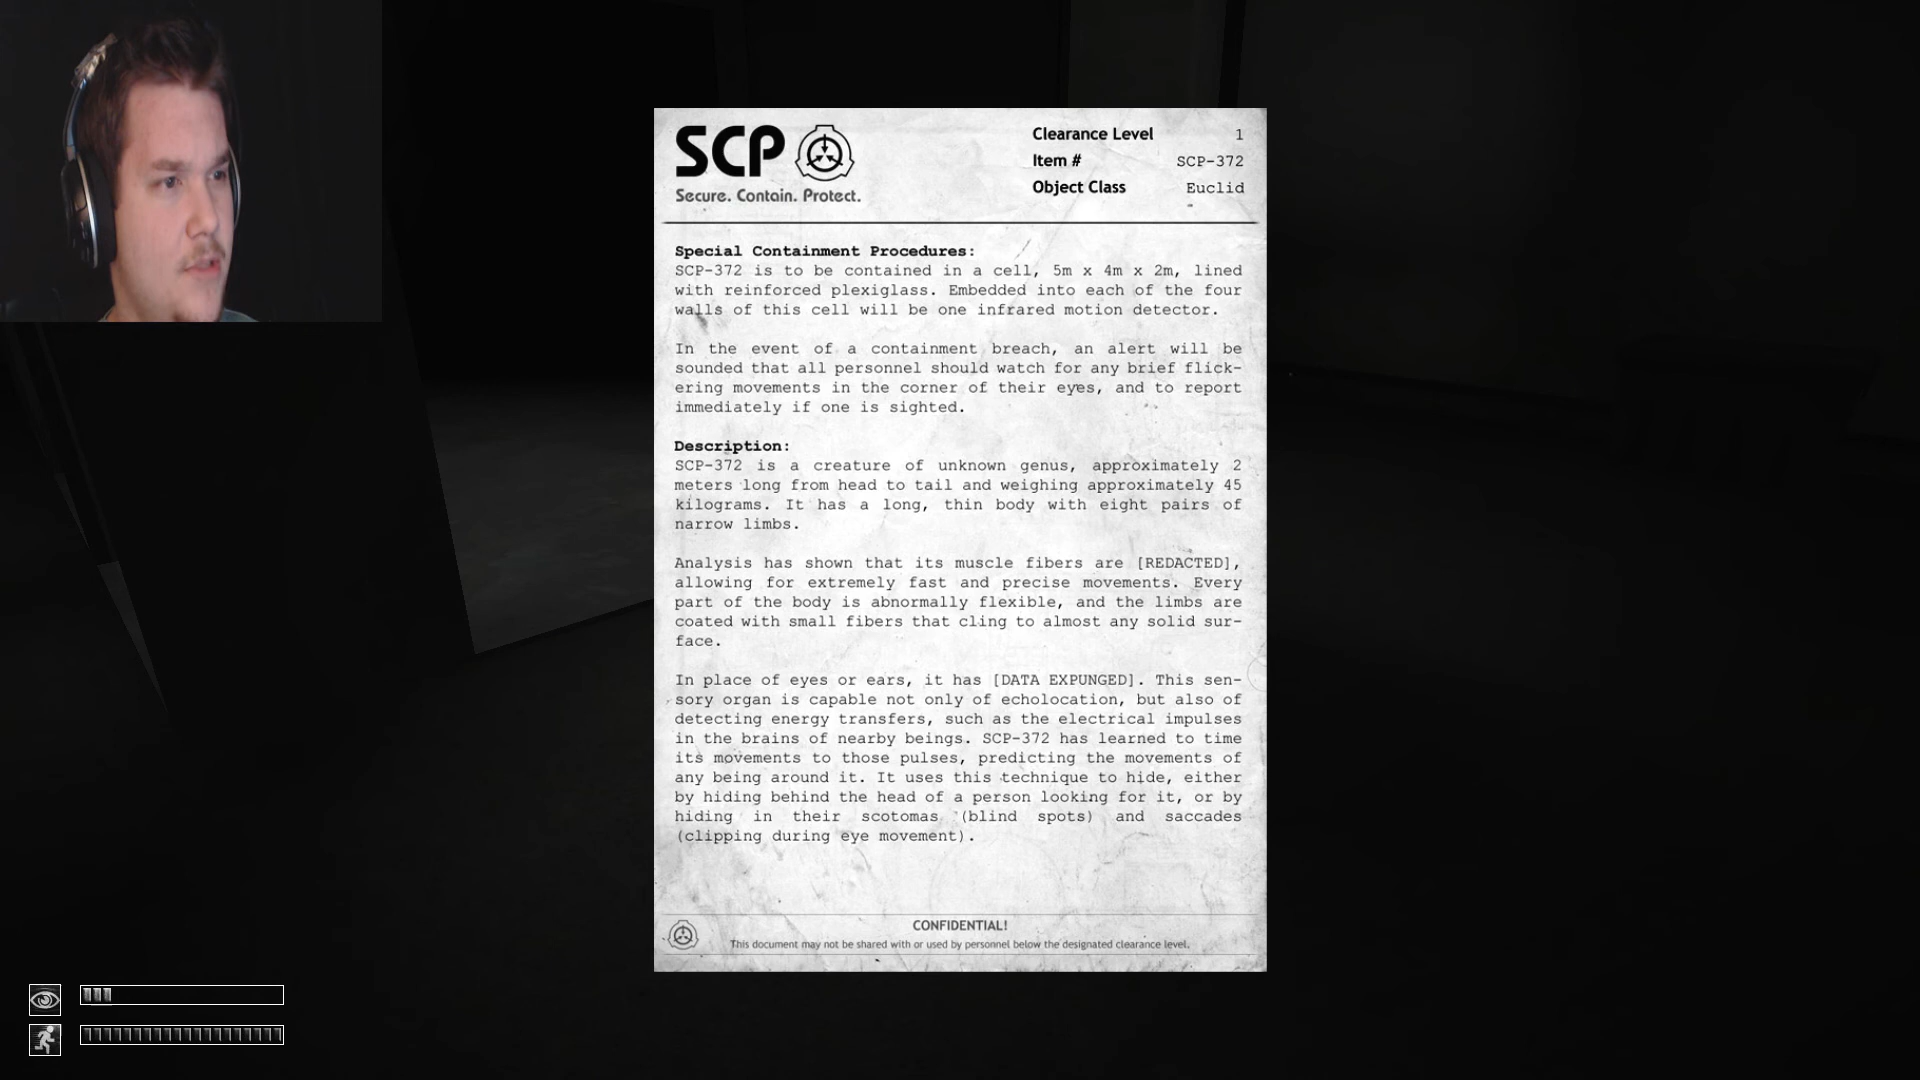 SCP
Secure. Contain. Protect.
Clearance Level 1
Item # SCP-372
Object Class Euclid
Special Containment Procedures:
SCP-372 is to be contained in a cell, 5m x 4m x 2m, lined
with reinforced plexiglass. Embedded into each of the four
walls of this cell will be one infrared motion detector.
In the event of a containment breach, an alert will be
sounded that all personnel should watch for any brief flick-
ering movements in the corner of their eyes, and to report
immediately if one is sighted.
Description:
SCP-372 is a creature of unknown genus, approximately 2
meters long from head to tail and weighing approximately 45
kilograms. It has a long, thin body with eight pairs of
narrow limbs.
Analysis has shown that its muscle fibers are [REDACTED],
allowing for extremely fast and precise movements. Every
part of the body is abnormally flexible, and the limbs are
coated with small fibers that cling to almost any solid sur-
face.
In place of eyes or ears, it has [DATA EXPUNGED]. This sen-
sory organ is capable not only of echolocation, but also of
detecting energy transfers, such as the electrical impulses
in the brains of nearby beings. SCP-372 has learned to time
its movements to those pulses, predicting the movements of
any being around it. It uses this technique to hide, either
by hiding behind the head of a person looking for it, or by
hiding in their scotomas (blind spots) and saccades
(clipping during eye movement).
CONFIDENTIAL!
This document may not be shared with or used by personnel below the designated clearance level.